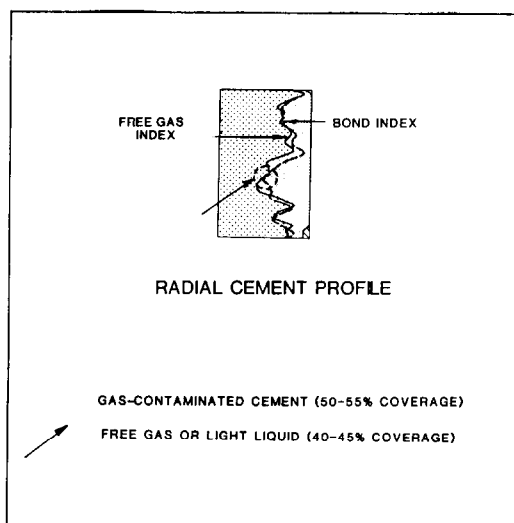 FREE GAS
INDEX
BOND INDEX
RADIAL CEMENT PROFILE
GAS-CONTAMINATED CEMENT (50-55% COVERAGE)
FREE GAS OR LIGHT LIQUID (40-45% COVERAGE)